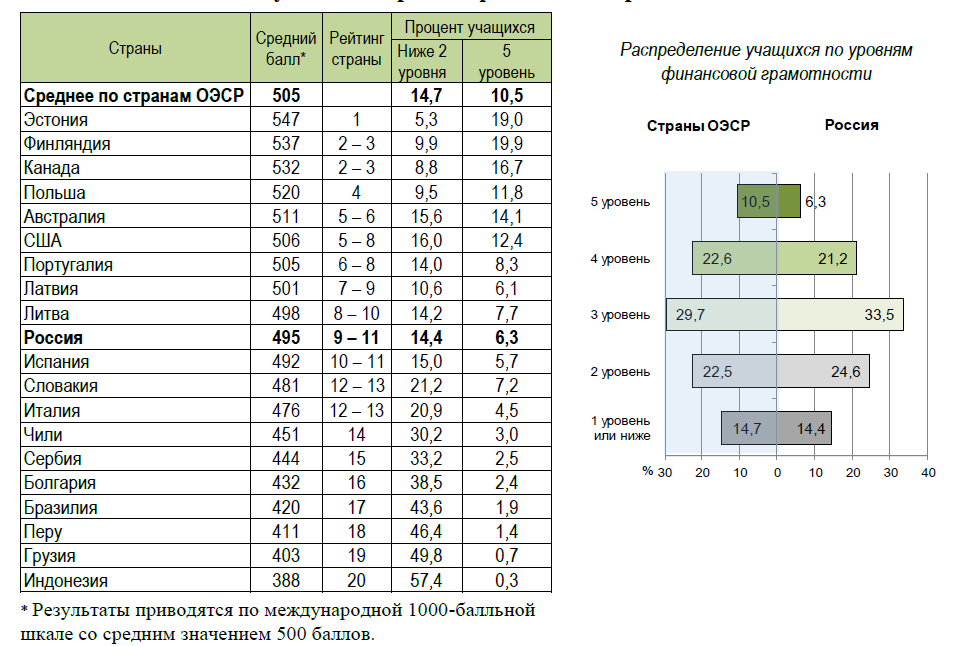 Страны
Средний балл*
Рейтинг страны
Процент учащихся
Ниже 2 уровня
5 уровень
Среднее по странам ОЭСР 505 14,7 10,5
Эстония 547 1 5,3 19,0
Финляндия 537 2 – 3 9,9 19,9
Канада 532 2 – 3 8,8 16,7
Польша 520 4 9,5 11,8
Австралия 511 5 – 6 15,6 14,1
США 506 5 – 8 16,0 12,4
Португалия 505 6 – 8 14,0 8,3
Латвия 501 7 – 9 10,6 6,1
Литва 498 8 – 10 14,2 7,7
Россия 495 9 – 11 14,4 6,3
Испания 492 10 – 11 15,0 5,7
Словакия 481 12 – 13 21,2 7,2
Италия 476 12 – 13 20,9 4,5
Чили 451 14 30,2 3,0
Сербия 444 15 33,2 2,5
Болгария 432 16 38,5 2,4
Бразилия 420 17 43,6 1,9
Перу 411 18 46,4 1,4
Грузия 403 19 49,8 0,7
Индонезия 388 20 57,4 0,3
* Результаты приводятся по международной 1000-балльной
шкале со средним значением 500 баллов.
Распределение учащихся по уровням
финансовой грамотности
Страны ОЭСР Россия
5 уровень 10,5 6,3
4 уровень 22,6 21,2
3 уровень 29,7 33,5
2 уровень 22,5 24,6
1 уровень
или ниже 14,7 14,4
% 30 20 10 0 10 20 30 40